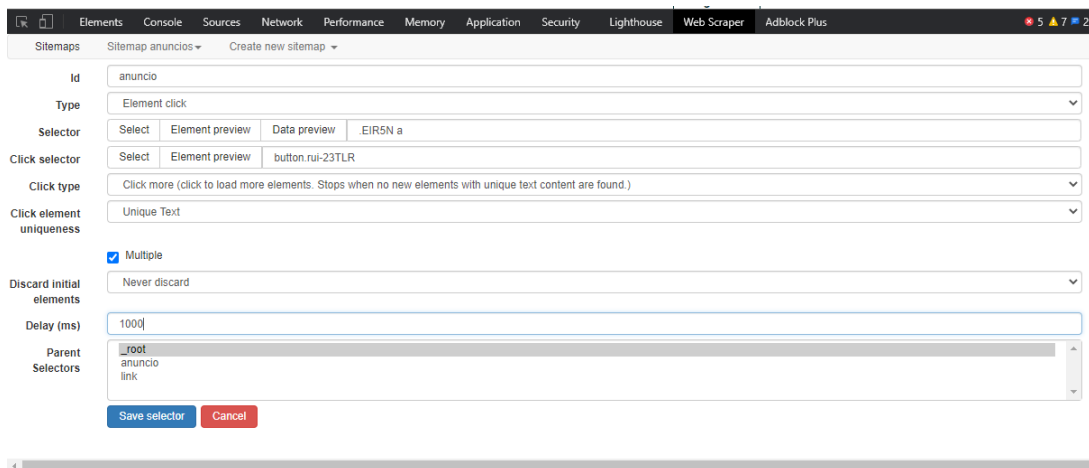 Elements Console Sources Network Performance Memory Application Security Lighthouse Web Scraper Adblock Plus 5 7 2
Sitemaps Sitemap anuncios Create new sitemap
Id anuncio
Type Element click
Selector Select Element preview Data preview .EIR5N a
Click selector Select Element preview button.rui-23TLR
Click type Click more (click to load more elements. Stops when no new elements with unique text content are found.)
Click element uniqueness Unique Text
Multiple
Discard initial elements Never discard
Delay (ms) 1000
Parent Selectors _root
anuncio
link
Save selector Cancel